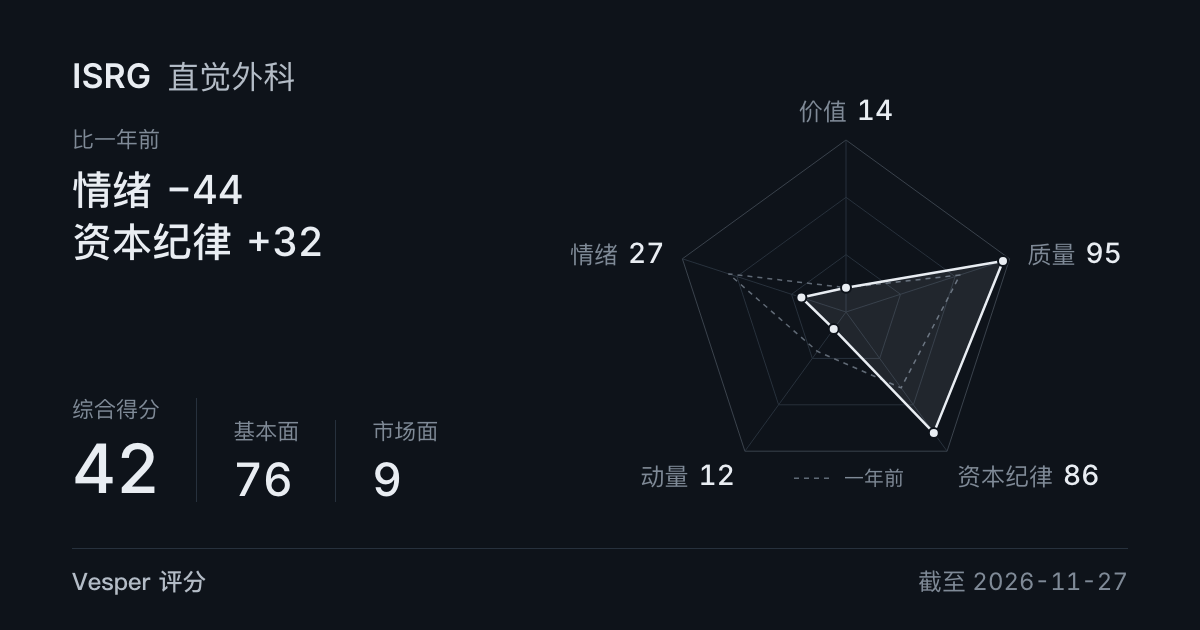 ISRG 直觉外科
比一年前
情绪 −44
资本纪律 +32
综合得分
42
基本面
76
市场面
9
价值 14
情绪 27
质量 95
动量 12
一年前
资本纪律 86
Vesper 评分
截至 2026-11-27